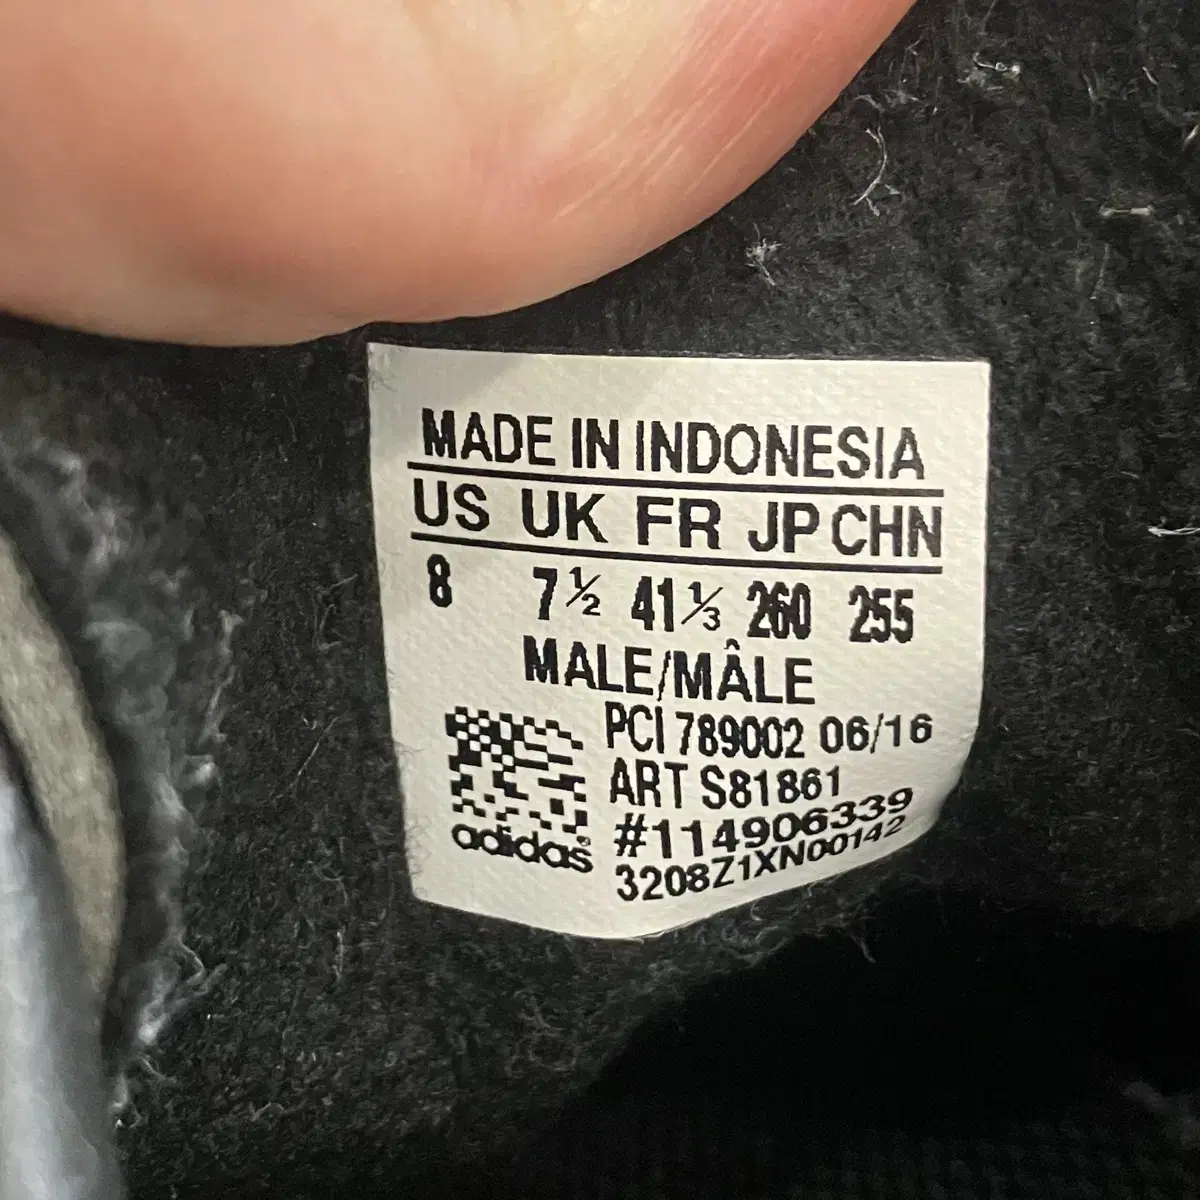 MADE IN INDONESIA
US UK FR JP CHN
8 7½ 41⅓ 260 255
MALE/MÂLE
PCI 789002 06/16
ART S81861
#114906339
adidas®
3208Z1XN00142